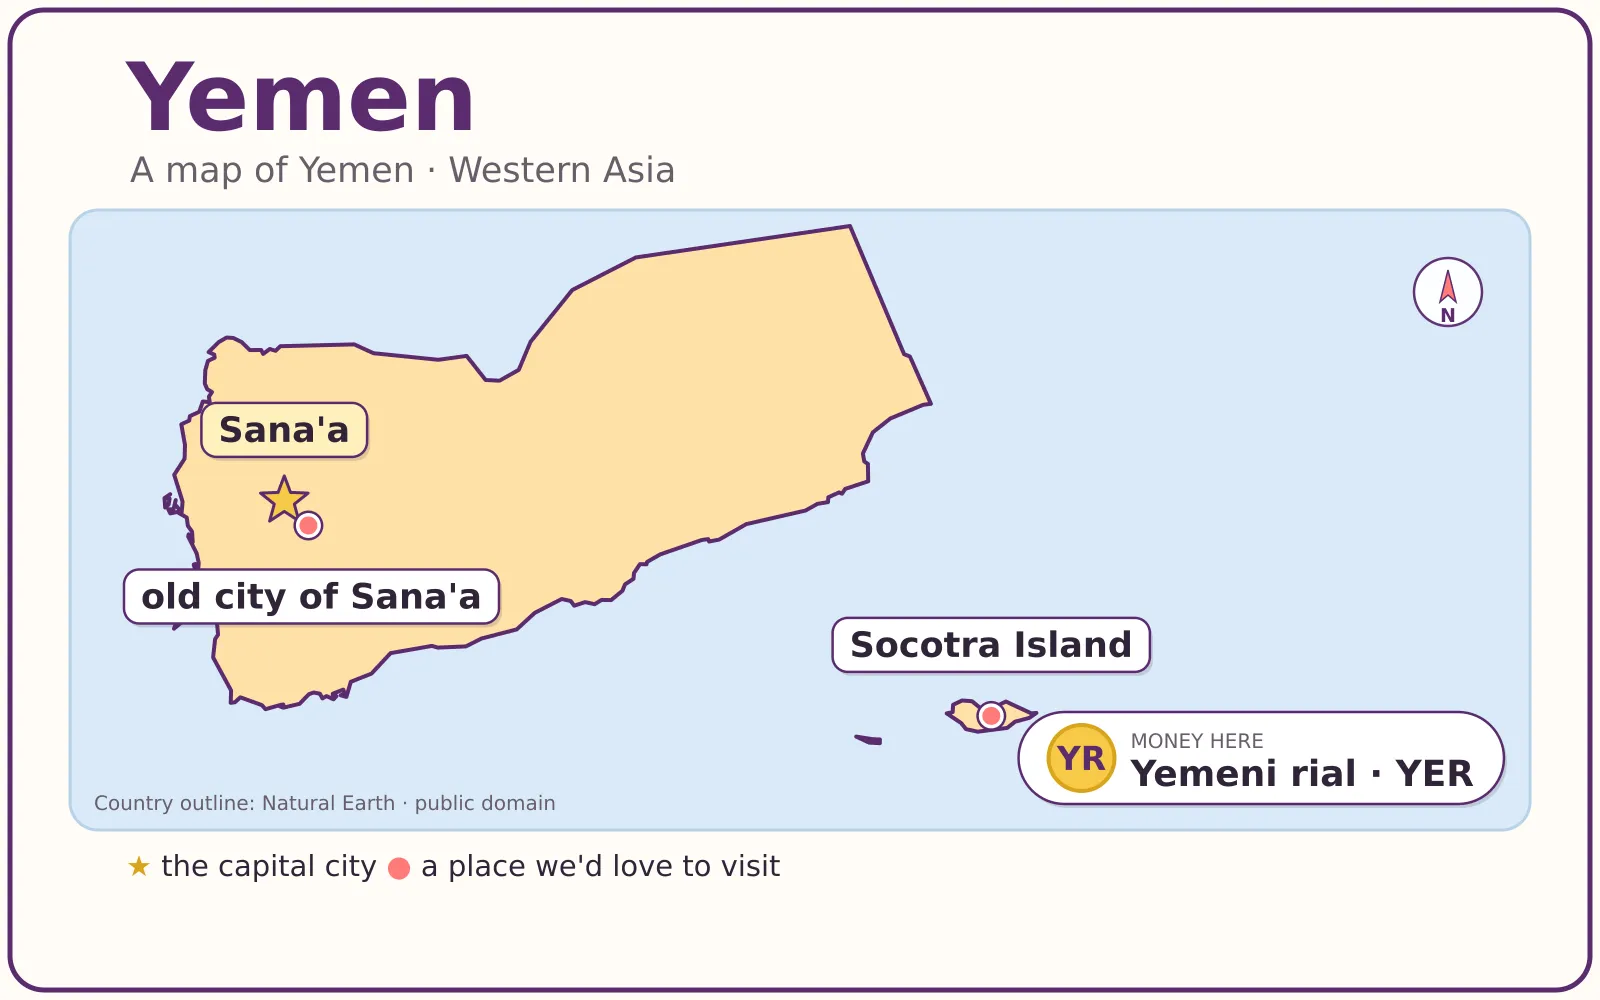 Yemen
A map of Yemen · Western Asia
N
Sana'a
old city of Sana'a
Socotra Island
YR
MONEY HERE
Yemeni rial · YER
Country outline: Natural Earth · public domain
★ the capital city ● a place we'd love to visit